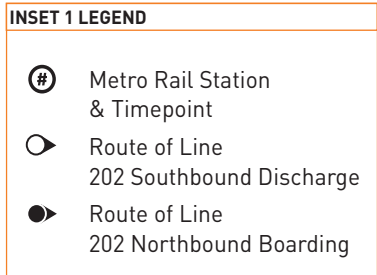 INSET 1 LEGEND
# Metro Rail Station
& Timepoint
Route of Line
202 Southbound Discharge
Route of Line
202 Northbound Boarding